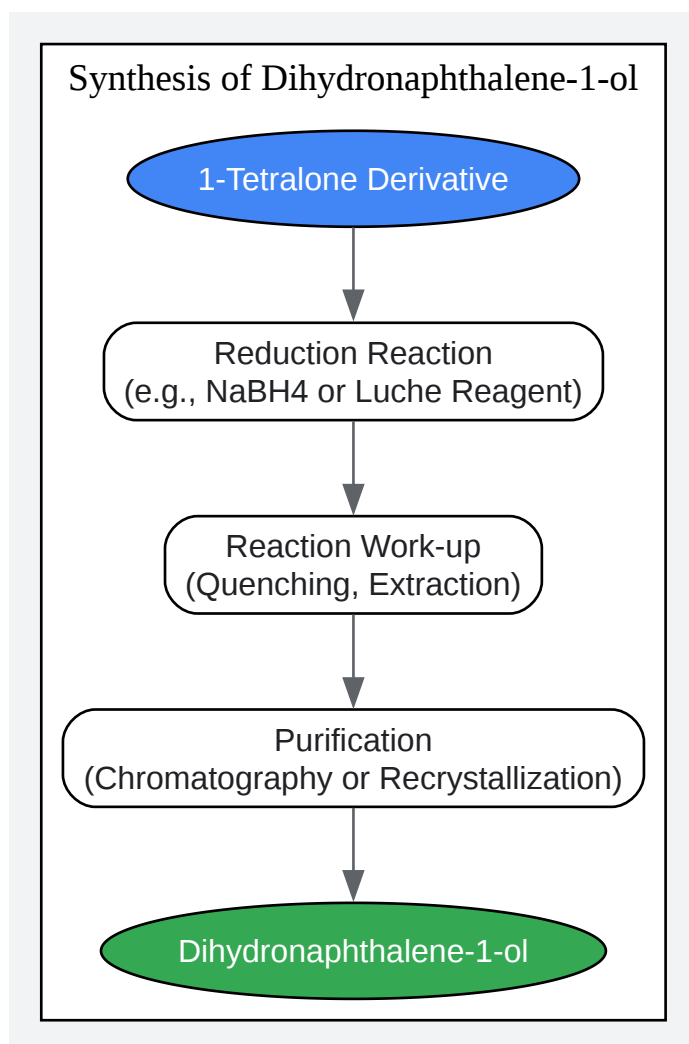 Synthesis of Dihydronaphthalene-1-ol
1-Tetralone Derivative
Reduction Reaction
(e.g., NaBH4 or Luche Reagent)
Reaction Work-up
(Quenching, Extraction)
Purification
(Chromatography or Recrystallization)
Dihydronaphthalene-1-ol